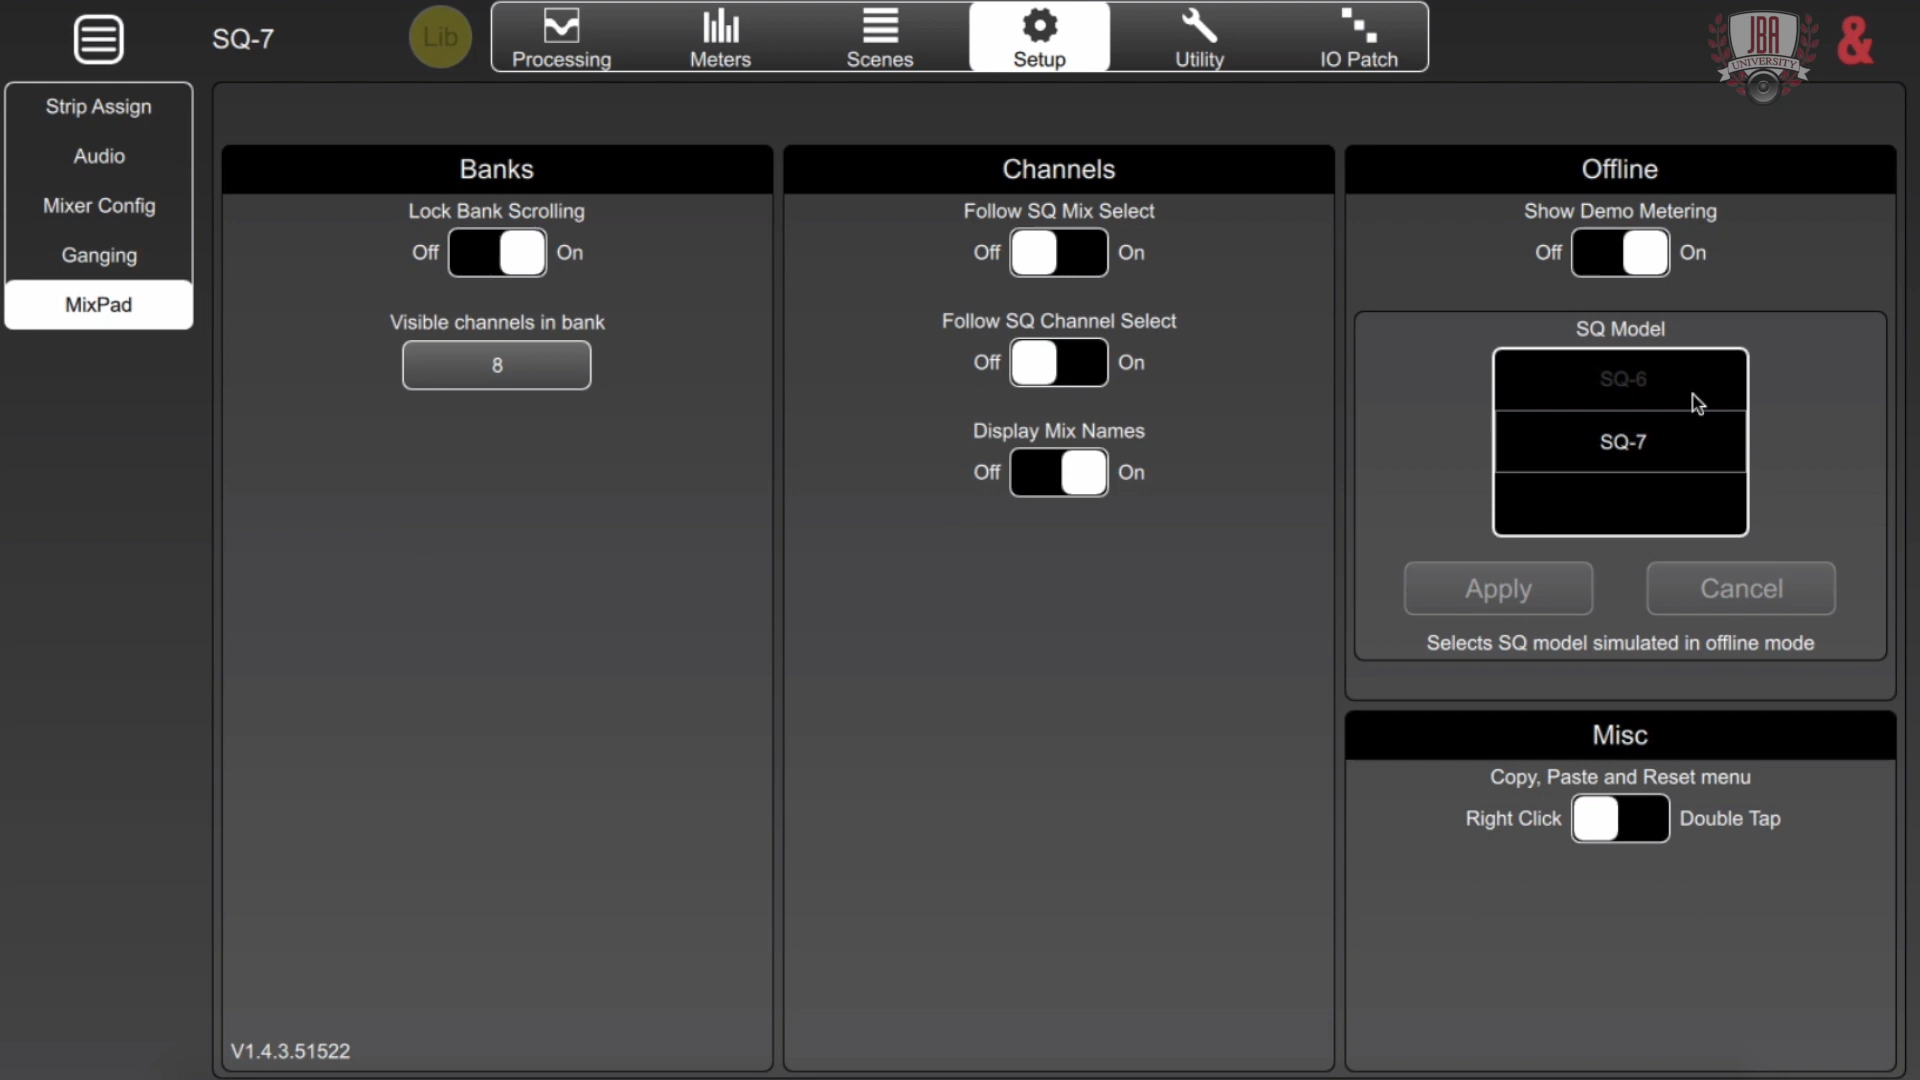 SQ-7
Lib
Processing
Meters
Scenes
Setup
Utility
IO Patch
JBA
UNIVERSITY
&
Strip Assign
Audio
Mixer Config
Ganging
MixPad
Banks
Lock Bank Scrolling
Off On
Visible channels in bank
8
V1.4.3.51522
Channels
Follow SQ Mix Select
Off On
Follow SQ Channel Select
Off On
Display Mix Names
Off On
Offline
Show Demo Metering
Off On
SQ Model
SQ-6
SQ-7
Apply
Cancel
Selects SQ model simulated in offline mode
Misc
Copy, Paste and Reset menu
Right Click Double Tap